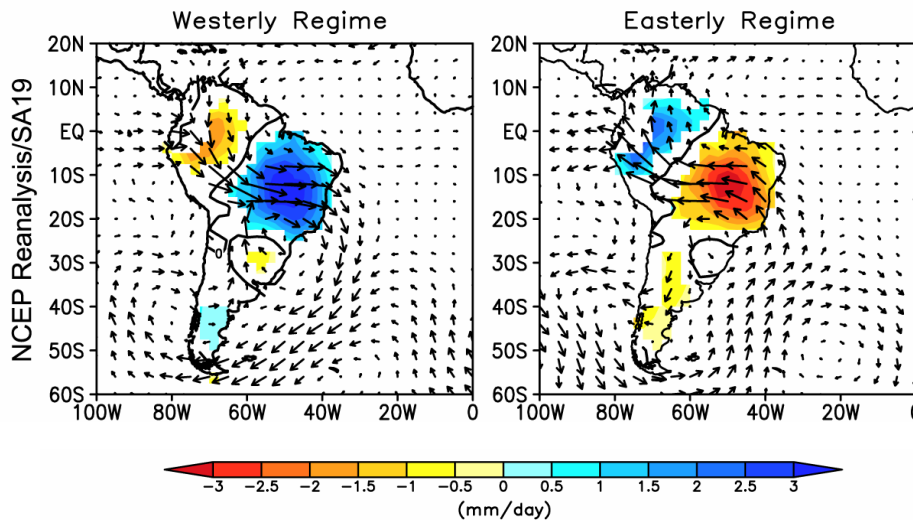 Westerly Regime
Easterly Regime
NCEP Reanalysis/SA19
20N
10N
EQ
10S
20S
30S
40S
50S
60S
100W 80W 60W 40W 20W 0
0
20N
10N
EQ
10S
20S
30S
40S
50S
60S
100W 80W 60W 40W 20W 0
-3 -2.5 -2 -1.5 -1 -0.5 0 0.5 1 1.5 2 2.5 3
(mm/day)